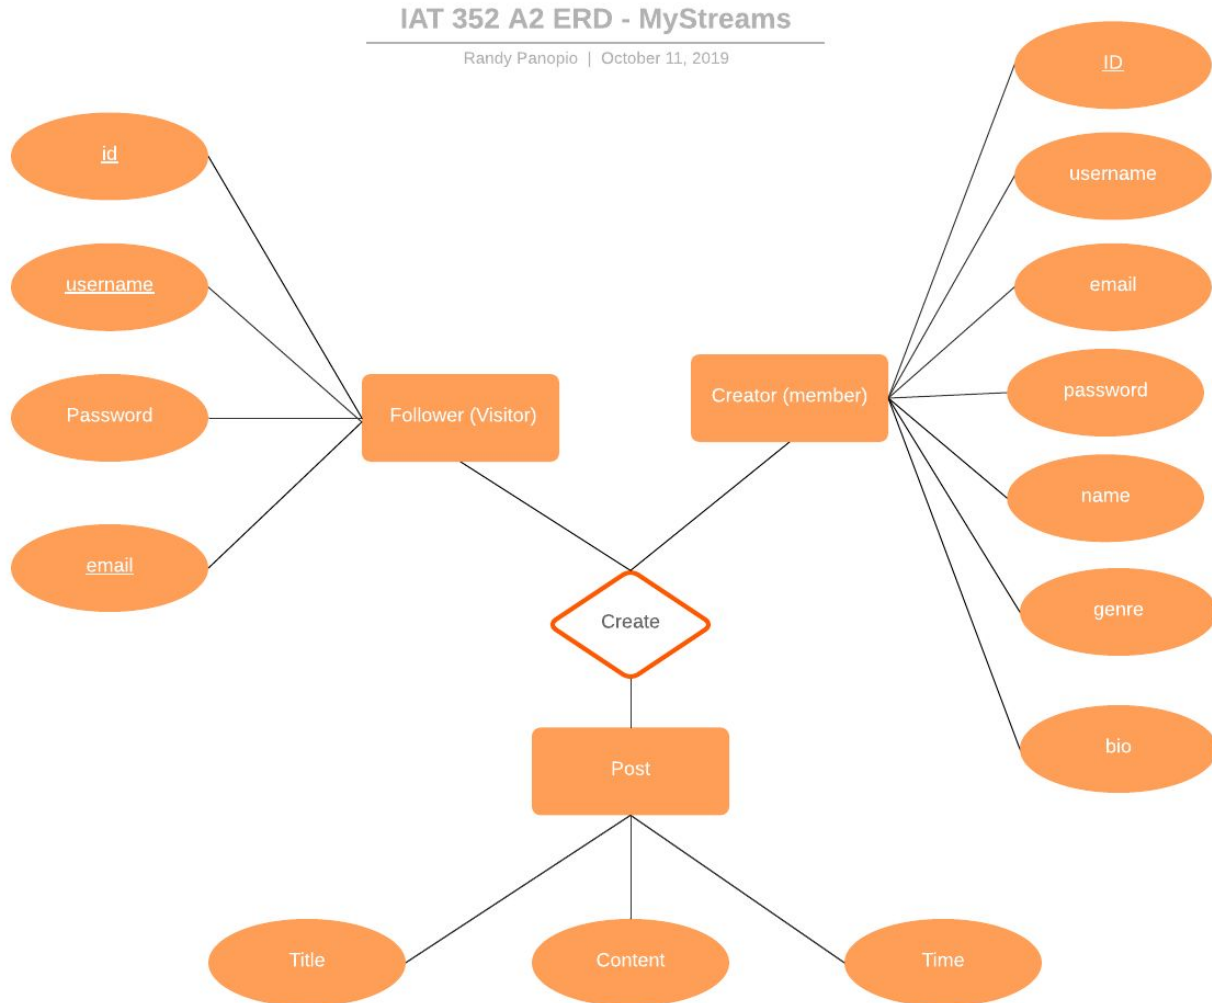 IAT 352 A2 ERD - MyStreams
Randy Panopio | October 11, 2019
ID
id
username
username
email
Password
password
Follower (Visitor)
Creator (member)
name
email
genre
Create
bio
Post
Title
Content
Time